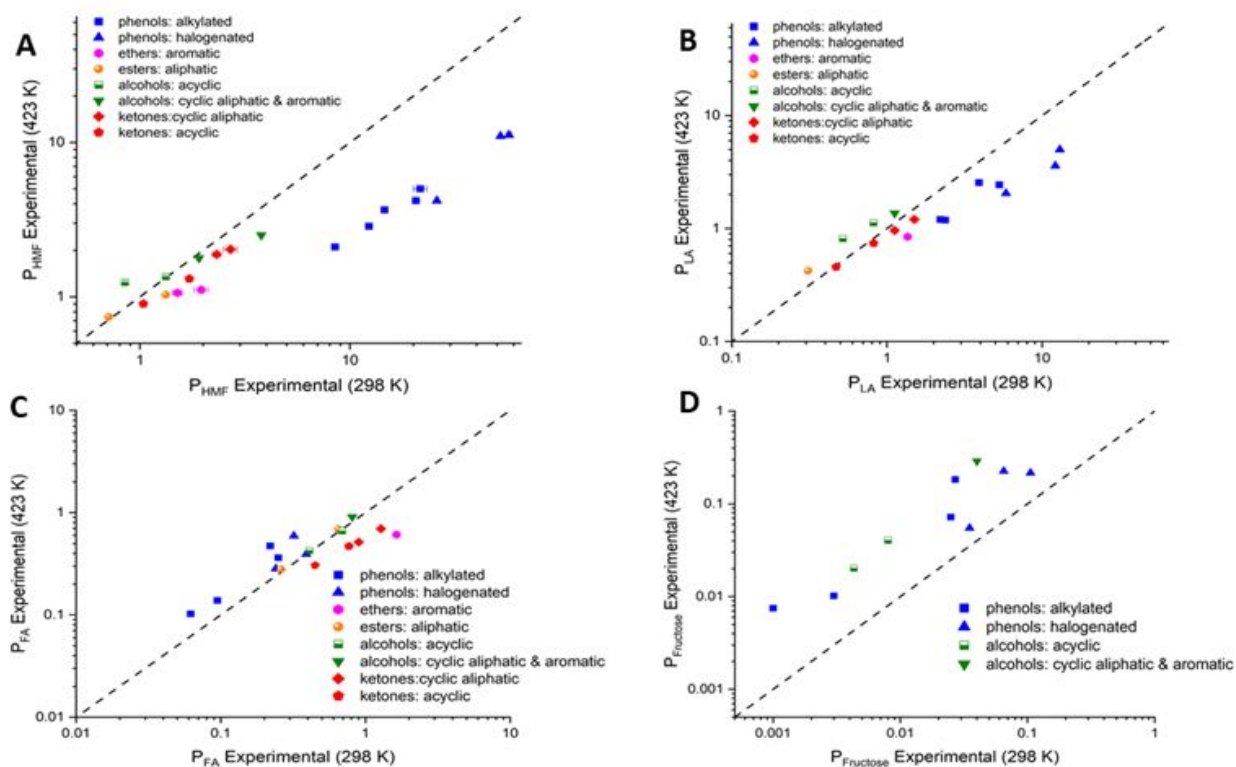 A
phenols: alkylated
phenols: halogenated
ethers: aromatic
esters: aliphatic
alcohols: acyclic
alcohols: cyclic aliphatic & aromatic
ketones:cyclic aliphatic
ketones: acyclic
10
1
P_HMF Experimental (423 K)
1
10
P_HMF Experimental (298 K)
B
phenols: alkylated
phenols: halogenated
ethers: aromatic
esters: aliphatic
alcohols: acyclic
alcohols: cyclic aliphatic & aromatic
ketones:cyclic aliphatic
ketones: acyclic
10
1
0.1
P_LA Experimental (423 K)
0.1
1
10
P_LA Experimental (298 K)
C
10
1
0.1
0.01
P_FA Experimental (423 K)
phenols: alkylated
phenols: halogenated
ethers: aromatic
esters: aliphatic
alcohols: acyclic
alcohols: cyclic aliphatic & aromatic
ketones:cyclic aliphatic
ketones: acyclic
0.01
0.1
1
10
P_FA Experimental (298 K)
D
1
0.1
0.01
0.001
P_Fructose Experimental (423 K)
phenols: alkylated
phenols: halogenated
alcohols: acyclic
alcohols: cyclic aliphatic & aromatic
0.001
0.01
0.1
1
P_Fructose Experimental (298 K)